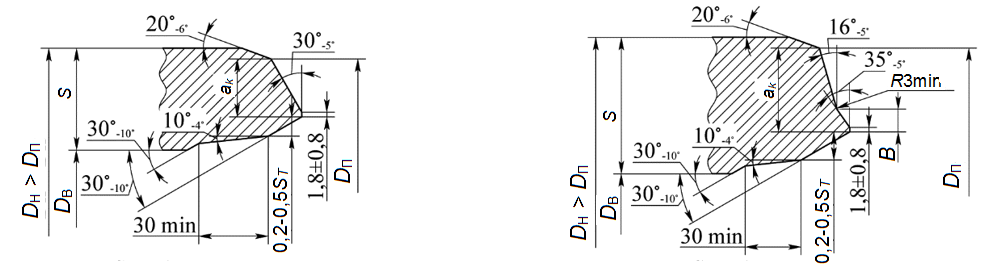 20°₋₆°
30°₋₅°
S
aₖ
10°₋₄°
30°₋₁₀°
30°₋₁₀°
30 min
Dн > Dп
Dв
0,2-0,5Sт
1,8±0,8
Dп
20°₋₆°
16°₋₅°
35°₋₅°
R3min
S
aₖ
10°₋₄°
30°₋₁₀°
30°₋₁₀°
30 min
Dн > Dп
Dв
0,2-0,5Sт
1,8±0,8
B
Dп